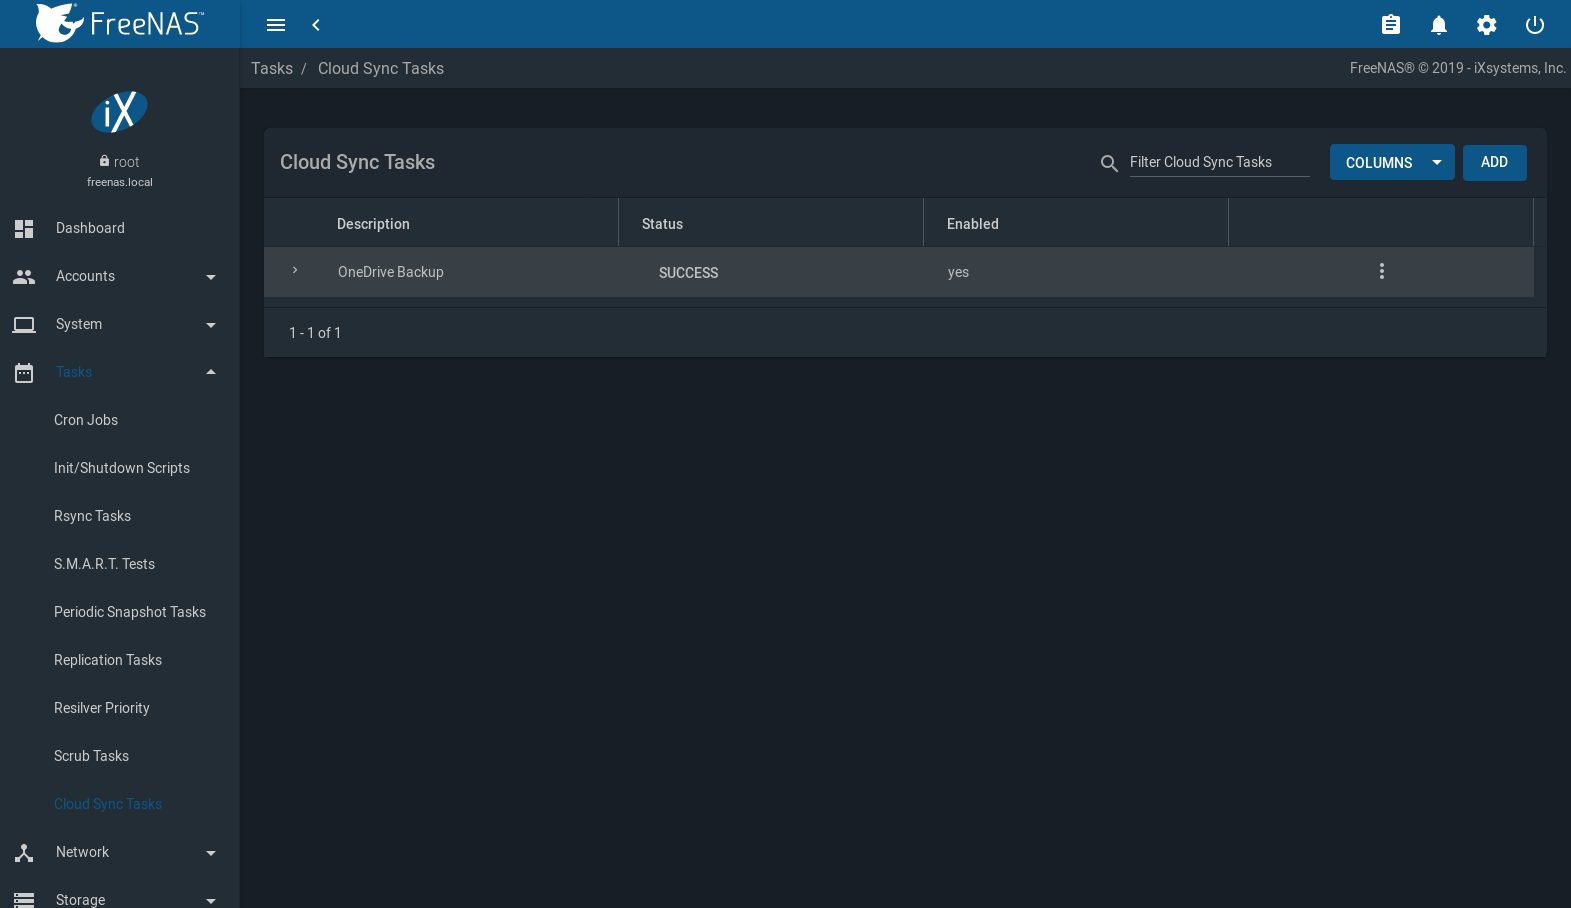 FreeNAS™
Tasks / Cloud Sync Tasks
FreeNAS® © 2019 - iXsystems, Inc.
iX
root
freenas.local
Dashboard
Accounts
System
Tasks
Cron Jobs
Init/Shutdown Scripts
Rsync Tasks
S.M.A.R.T. Tests
Periodic Snapshot Tasks
Replication Tasks
Resilver Priority
Scrub Tasks
Cloud Sync Tasks
Network
Storage
Cloud Sync Tasks
Filter Cloud Sync Tasks
COLUMNS
ADD
Description Status Enabled
OneDrive Backup SUCCESS yes
1 - 1 of 1